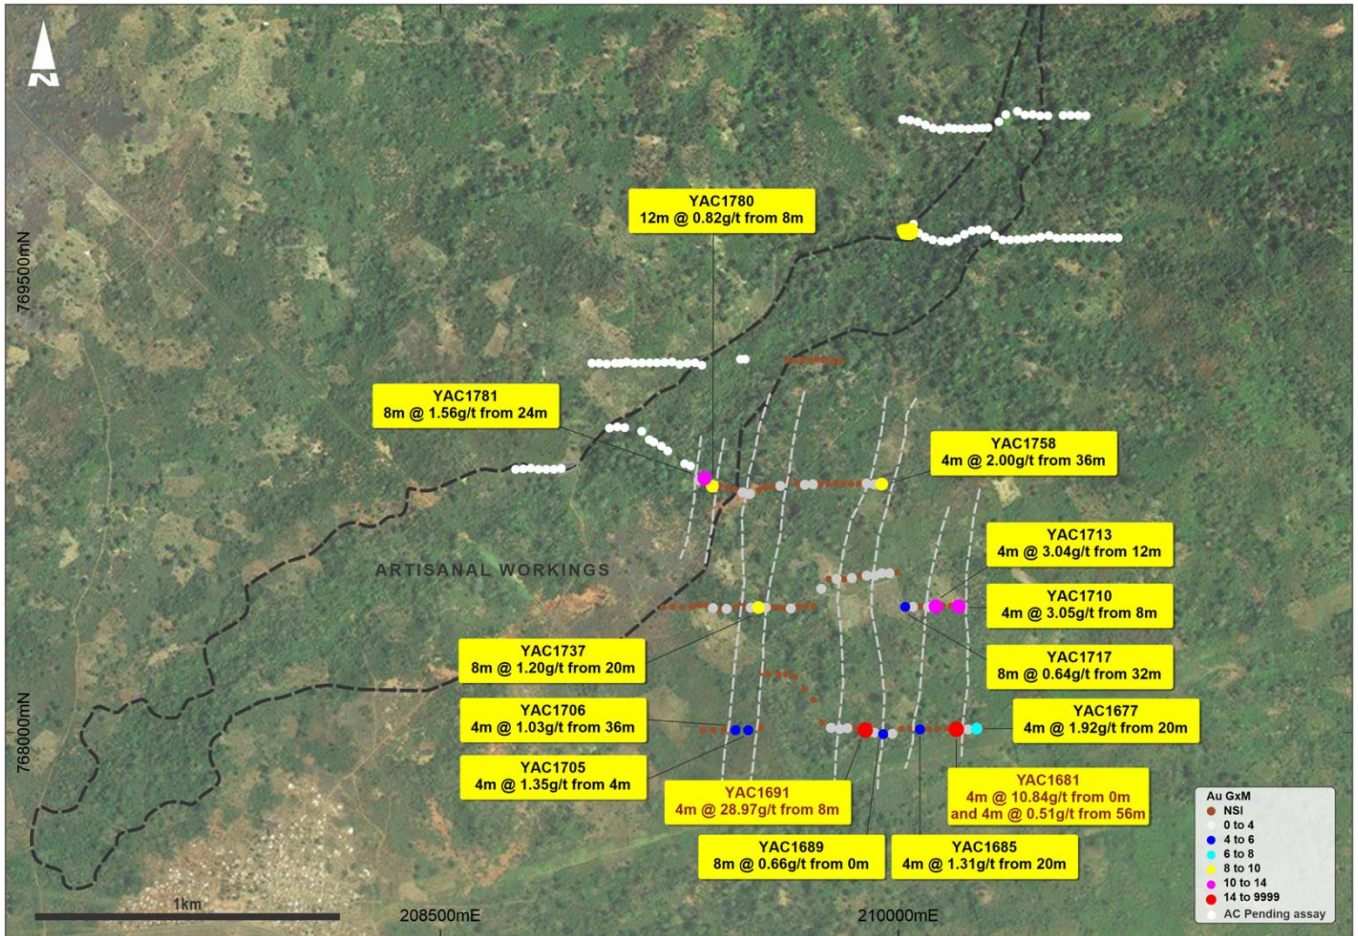 N
YAC1780
12m @ 0.82g/t from 8m
769500mN
YAC1781
8m @ 1.56g/t from 24m
YAC1758
4m @ 2.00g/t from 36m
YAC1713
4m @ 3.04g/t from 12m
ARTISANAL WORKINGS
YAC1710
4m @ 3.05g/t from 8m
YAC1737
8m @ 1.20g/t from 20m
YAC1717
8m @ 0.64g/t from 32m
768000mN
YAC1706
4m @ 1.03g/t from 36m
YAC1677
4m @ 1.92g/t from 20m
YAC1705
4m @ 1.35g/t from 4m
YAC1691
4m @ 28.97g/t from 8m
YAC1681
4m @ 10.84g/t from 0m
and 4m @ 0.51g/t from 56m
YAC1689
8m @ 0.66g/t from 0m
YAC1685
4m @ 1.31g/t from 20m
Au GxM
NSI
0 to 4
4 to 6
6 to 8
8 to 10
10 to 14
14 to 9999
AC Pending assay
1km
208500mE
210000mE